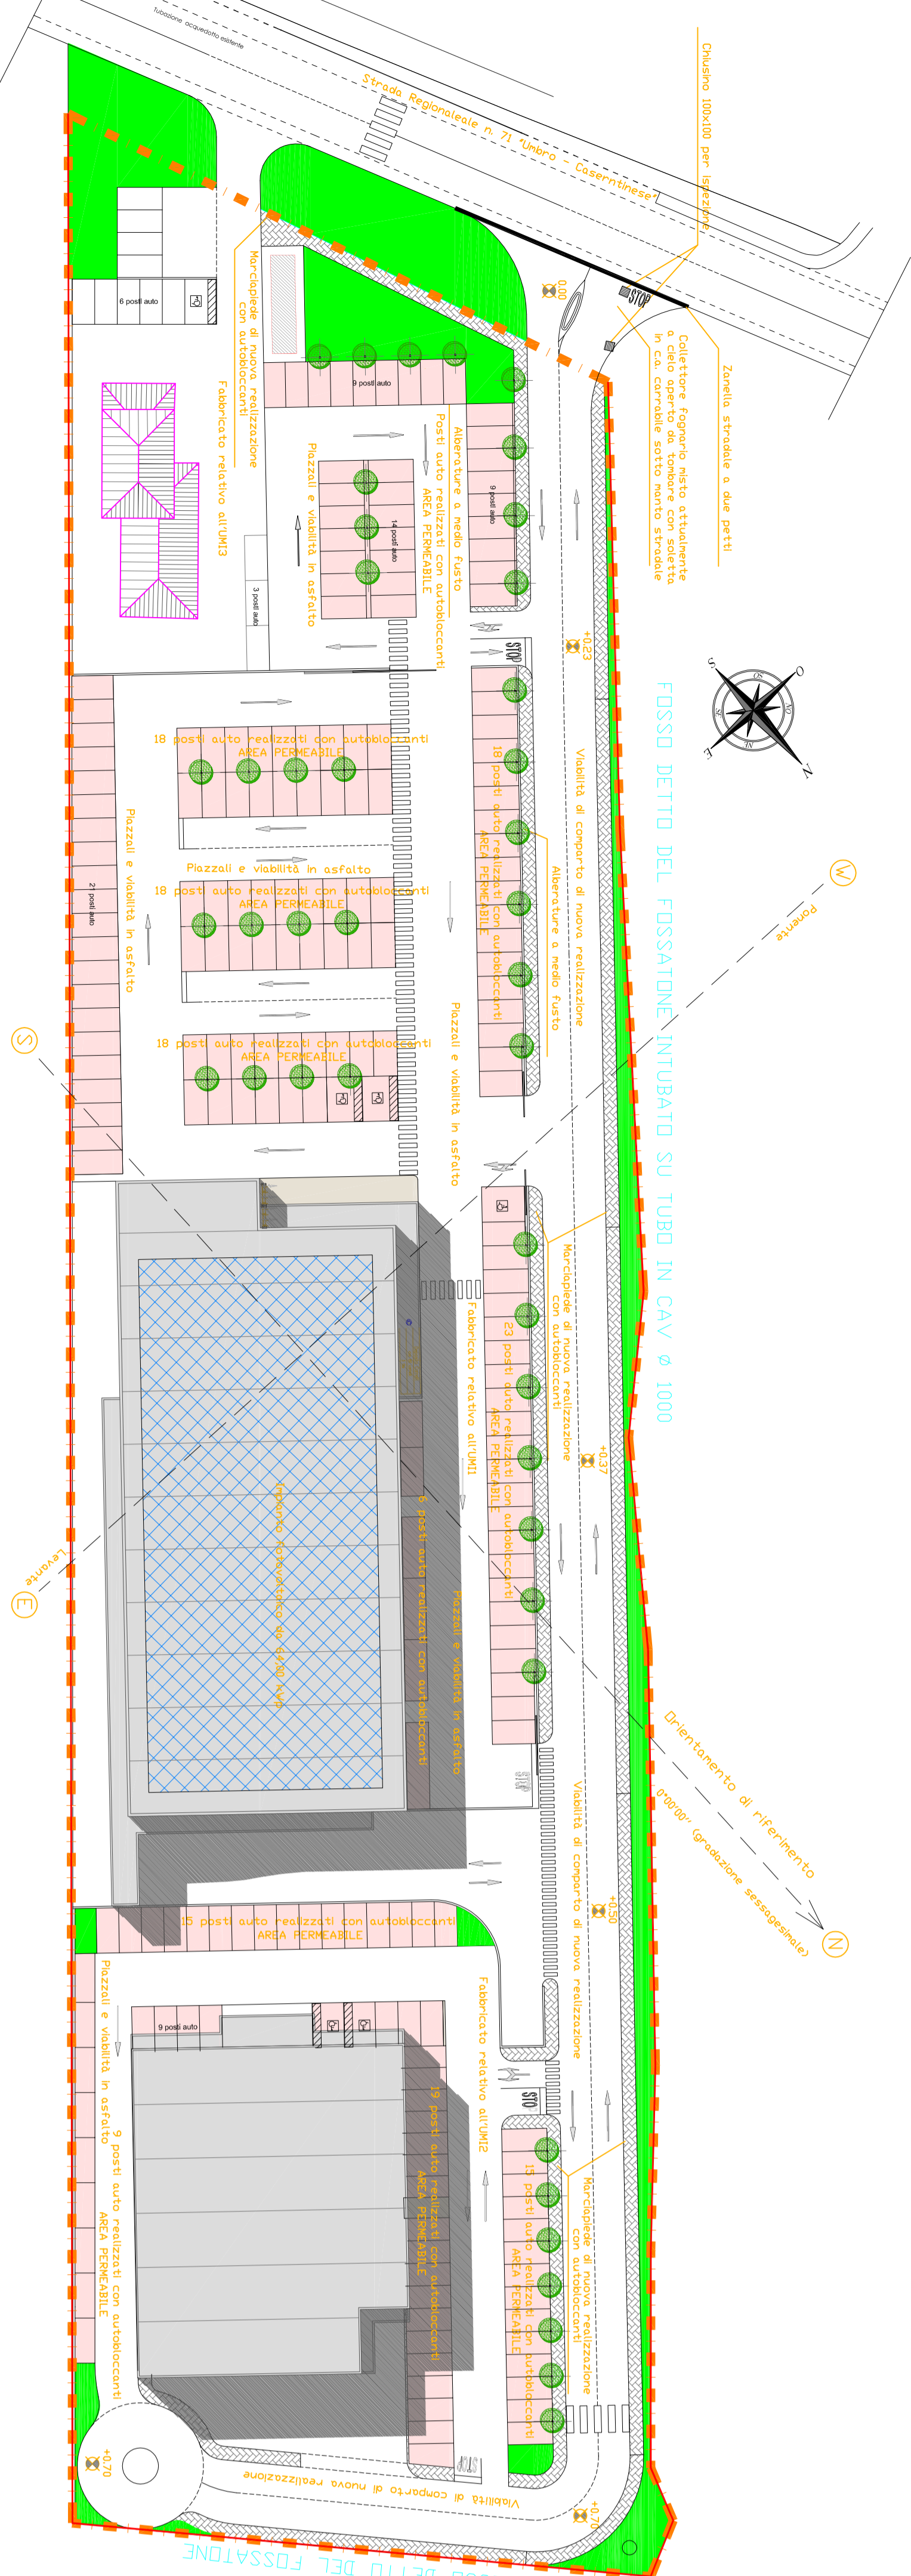 Tubazione acquedotto esistente
Strada Regionaleale n. 71 "Umbro - Caserntinese"
Chiusino 100x100 per ispezione
0.00
STOP
Zanella stradale a due petti
Collettore fognario misto attualmente
a cielo aperto da tombare con soletta
in c.a. carrabile sotto manto stradale
6 posti auto
Marciapiede di nuova realizzazione
con autobloccanti
Fabbricato relativo all'UMI3
9 posti auto
Alberature a medio fusto
Posti auto realizzati con autobloccanti
AREA PERMEABILE
9 posti auto
14 posti auto
Piazzali e viabilità in asfalto
3 posti auto
+0.23
STOP
S
O
E
N
SO
NO
SE
NE
FOSSO DETTO DEL FOSSATONE INTUBATO SU TUBO IN CAV ø 1000
18 posti auto realizzati con autobloccanti
AREA PERMEABILE
Piazzali e viabilità in asfalto
18 posti auto realizzati con autobloccanti
AREA PERMEABILE
18 posti auto realizzati con autobloccanti
AREA PERMEABILE
21 posti auto
Piazzali e viabilità in asfalto
18 posti auto realizzati con autobloccanti
AREA PERMEABILE
Alberature a medio fusto
Viabilità di comparto di nuova realizzazione
Piazzali e viabilità in asfalto
W
Ponente
S
E
Levante
Marciapiede di nuova realizzazione
con autobloccanti
Fabbricato relativo all'UMI1
23 posti auto realizzati con autobloccanti
AREA PERMEABILE
+0.37
6 posti auto realizzati con autobloccanti
Piazzali e viabilità in asfalto
STOP
Orientamento di riferimento
0°00'00'' (gradazione sessagesimale)
N
Viabilità di comparto di nuova realizzazione
+0.50
15 posti auto realizzati con autobloccanti
AREA PERMEABILE
Piazzali e viabilità in asfalto
9 posti auto
Fabbricato relativo all'UMI2
STOP
9 posti auto realizzati con autobloccanti
AREA PERMEABILE
19 posti auto realizzati con autobloccanti
AREA PERMEABILE
15 posti auto realizzati con autobloccanti
AREA PERMEABILE
Marciapiede di nuova realizzazione
con autobloccanti
STOP
Viabilità di comparto di nuova realizzazione
+0.70
+0.70
DETTO DEL FOSSATONE